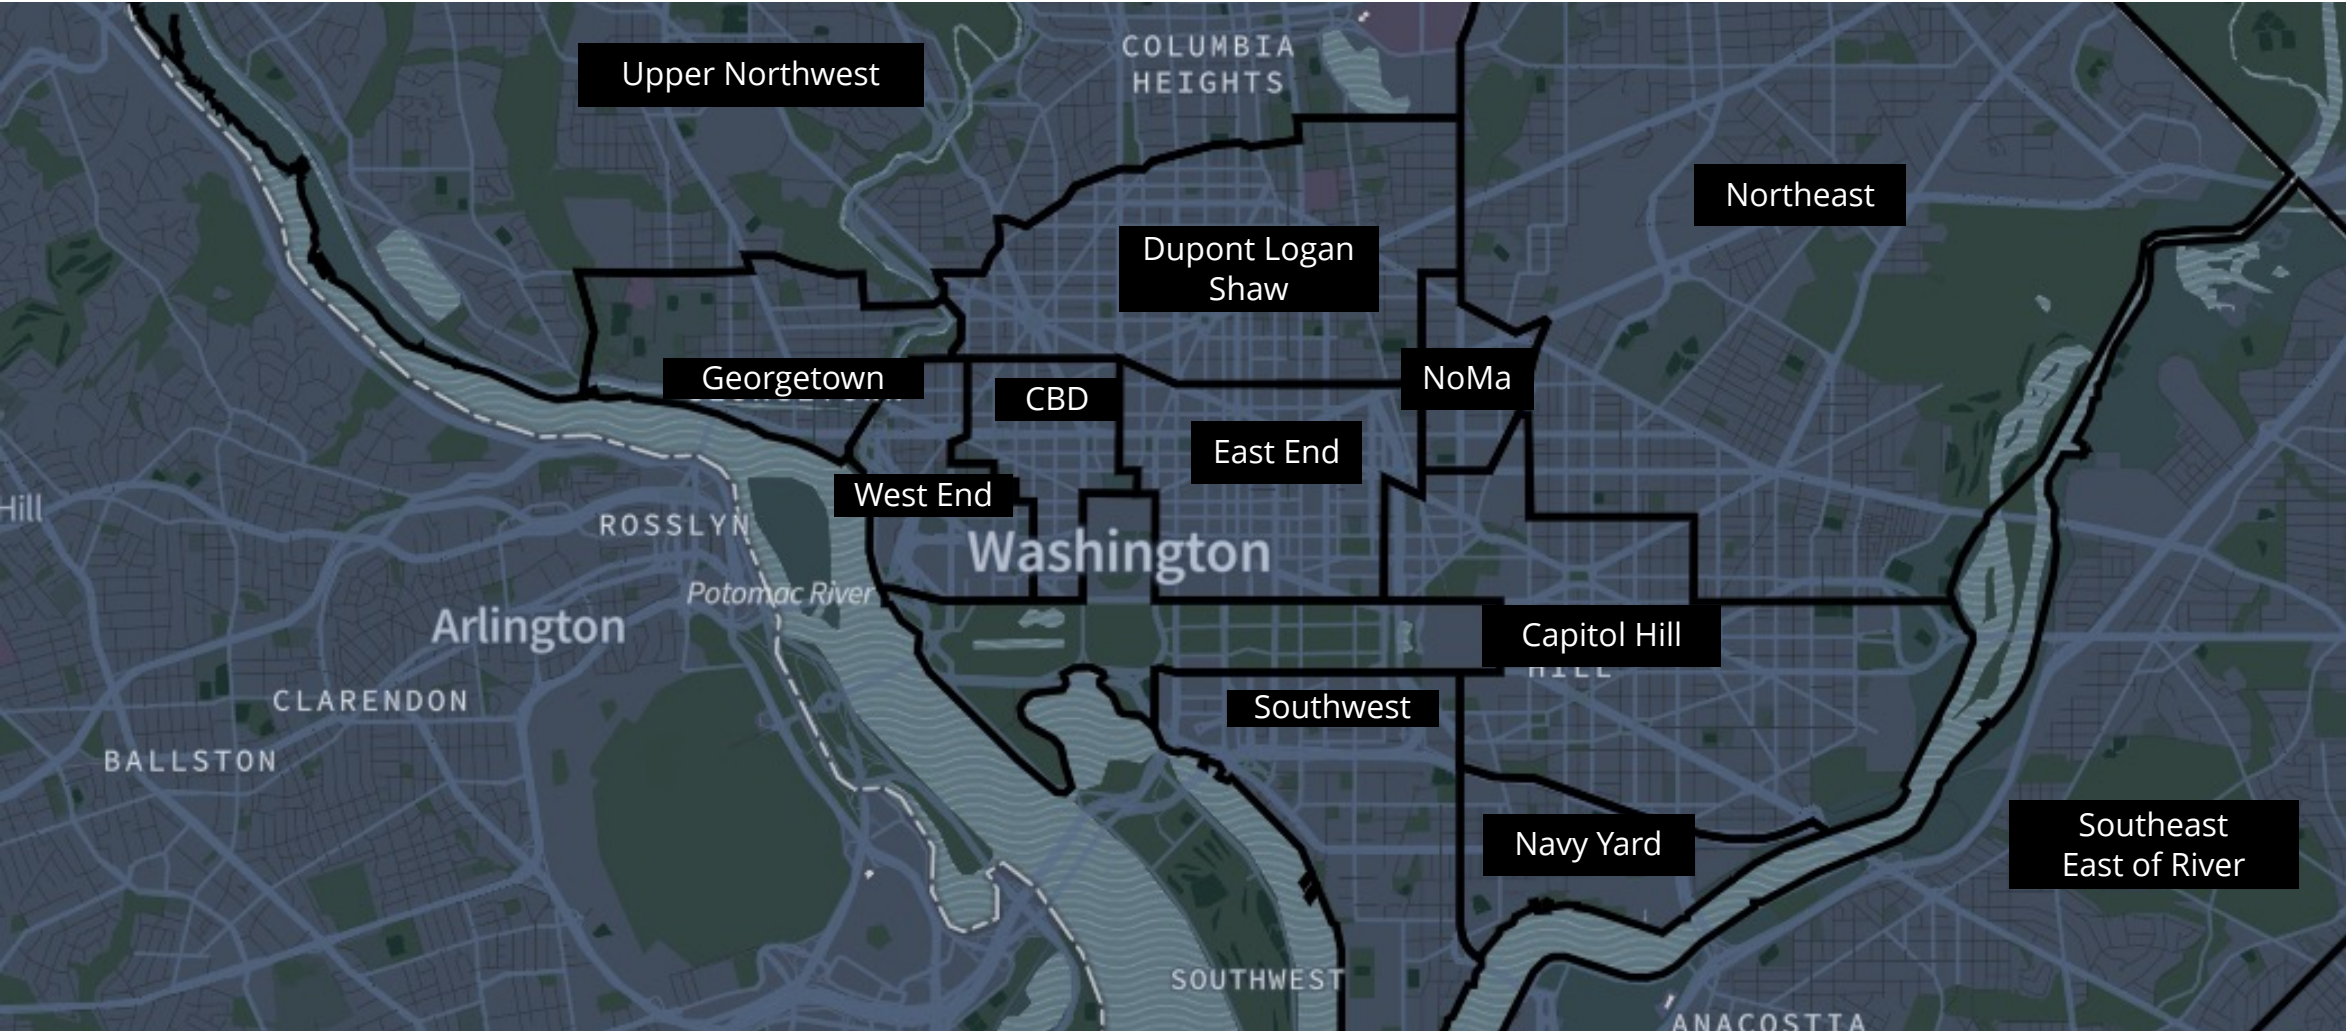 COLUMBIA
HEIGHTS
Upper Northwest
Northeast
Dupont Logan
Shaw
Georgetown
CBD
NoMa
East End
West End
Hill
ROSSLYN
Washington
Potomac River
Arlington
Capitol Hill
HILL
CLARENDON
Southwest
BALLSTON
Navy Yard
Southeast
East of River
SOUTHWEST
ANACOSTIA